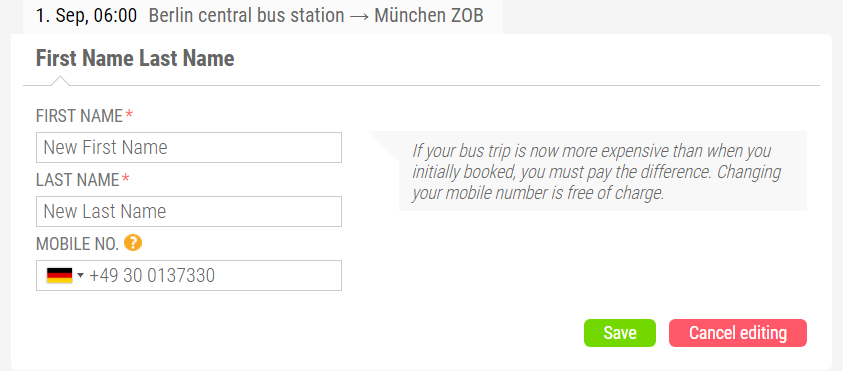 1. Sep, 06:00 Berlin central bus station → München ZOB
First Name Last Name
FIRST NAME*
New First Name
LAST NAME*
New Last Name
MOBILE NO. ?
+49 30 0137330
If your bus trip is now more expensive than when you
initially booked, you must pay the difference. Changing
your mobile number is free of charge.
Save Cancel editing